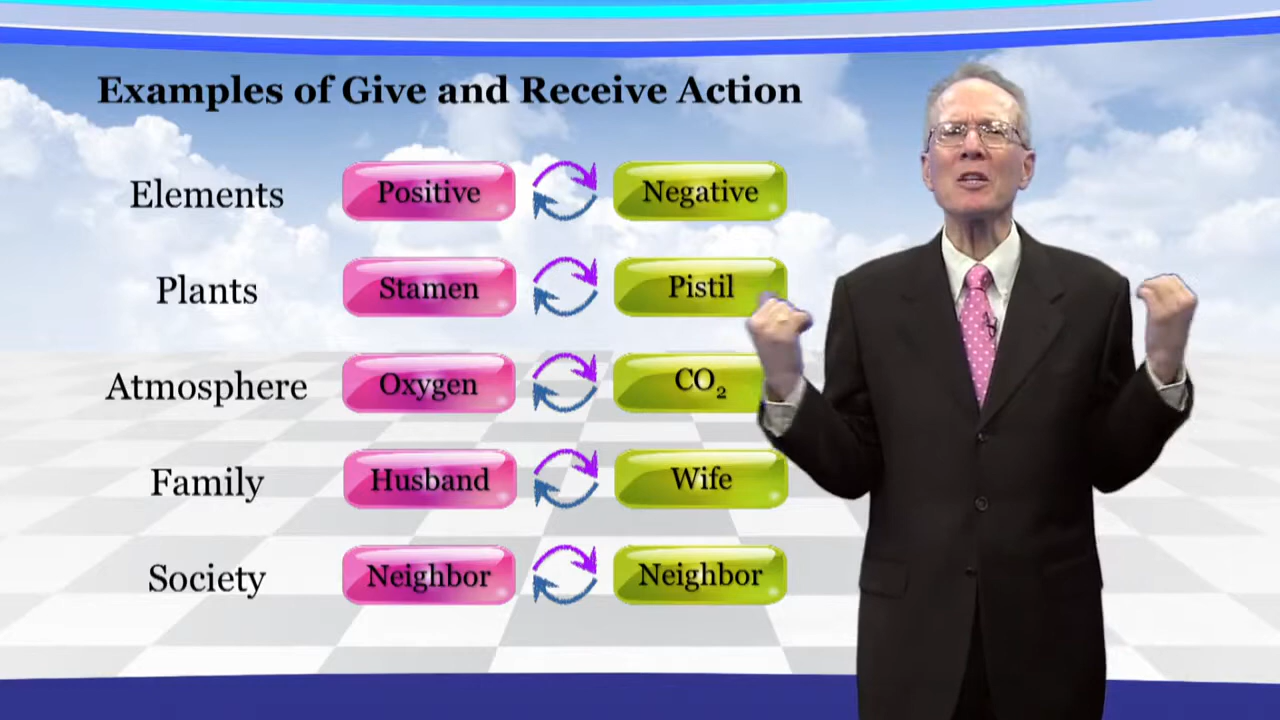 Examples of Give and Receive Action
Elements Positive Negative
Plants Stamen Pistil
Atmosphere Oxygen CO₂
Family Husband Wife
Society Neighbor Neighbor